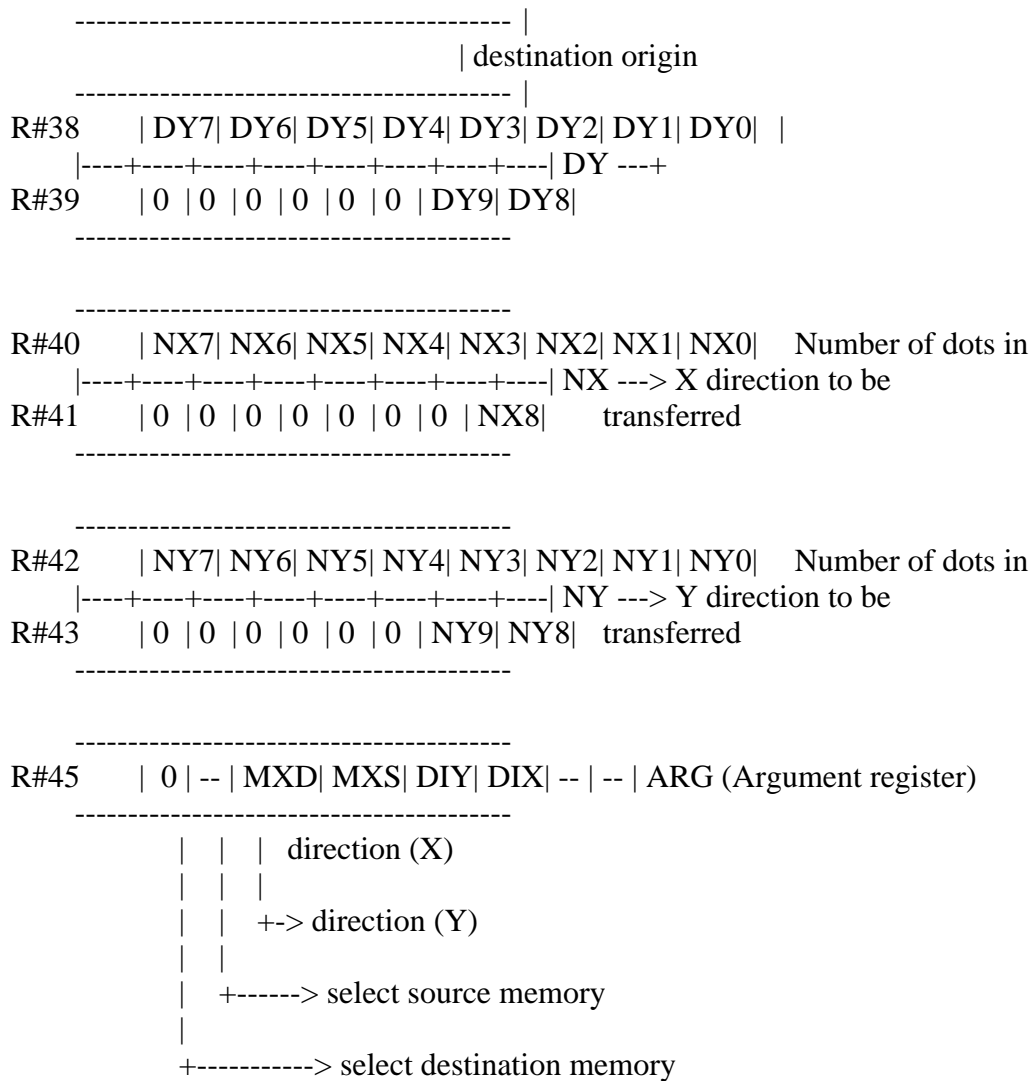 ----------------------------------------- |
| destination origin
----------------------------------------- |
R#38 | DY7| DY6| DY5| DY4| DY3| DY2| DY1| DY0| |
|----+----+----+----+----+----+----+----| DY ---+
R#39 | 0 | 0 | 0 | 0 | 0 | 0 | DY9| DY8|
-----------------------------------------
-----------------------------------------
R#40 | NX7| NX6| NX5| NX4| NX3| NX2| NX1| NX0| Number of dots in
|----+----+----+----+----+----+----+----| NX ---> X direction to be
R#41 | 0 | 0 | 0 | 0 | 0 | 0 | 0 | NX8| transferred
-----------------------------------------
-----------------------------------------
R#42 | NY7| NY6| NY5| NY4| NY3| NY2| NY1| NY0| Number of dots in
|----+----+----+----+----+----+----+----| NY ---> Y direction to be
R#43 | 0 | 0 | 0 | 0 | 0 | 0 | NY9| NY8| transferred
-----------------------------------------
-----------------------------------------
R#45 | 0 | -- | MXD| MXS| DIY| DIX| -- | -- | ARG (Argument register)
-----------------------------------------
| | | direction (X)
| | |
| | +-> direction (Y)
| |
| +------> select source memory
|
+-----------> select destination memory